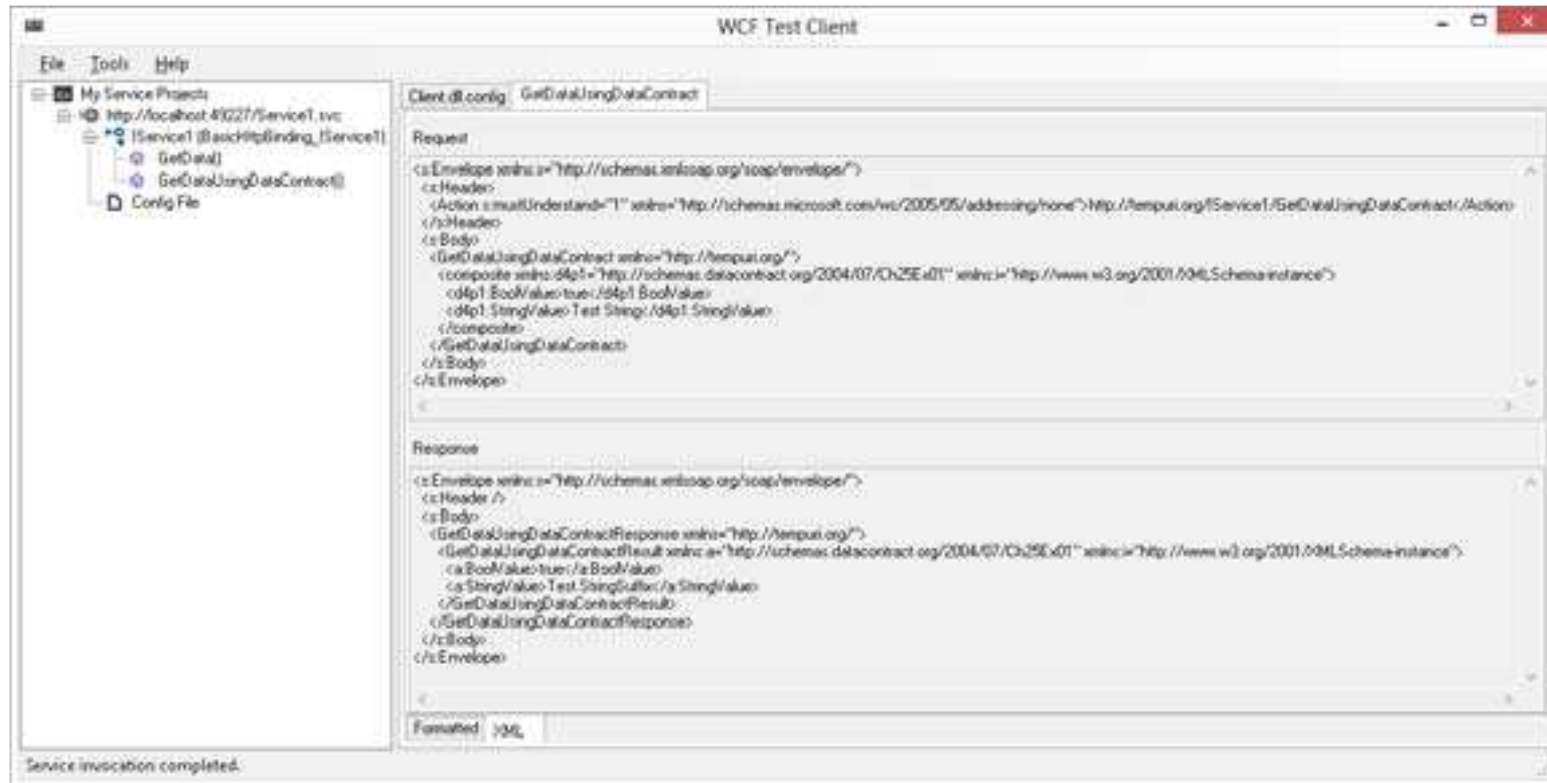 WCF Test Client
File Tools Help
My Service Projects
http://localhost:49227/Service1.svc
IService1 (BasicHttpBinding_IService1)
GetData()
GetDataUsingDataContract()
Config File
Client.dll.config GetDataUsingDataContract
Request
<s:Envelope xmlns:s="http://schemas.xmlsoap.org/soap/envelope/">
<s:Header>
<Action s:mustUnderstand="1" xmlns="http://schemas.microsoft.com/ws/2005/05/addressing/none">http://tempuri.org/IService1/GetDataUsingDataContract</Action>
</s:Header>
<s:Body>
<GetDataUsingDataContract xmlns="http://tempuri.org/">
<composite xmlns:d4p1="http://schemas.datacontract.org/2004/07/Ch25Ex01" xmlns:i="http://www.w3.org/2001/XMLSchema-instance">
<d4p1:BoolValue>true</d4p1:BoolValue>
<d4p1:StringValue>Test String</d4p1:StringValue>
</composite>
</GetDataUsingDataContract>
</s:Body>
</s:Envelope>
Response
<s:Envelope xmlns:s="http://schemas.xmlsoap.org/soap/envelope/">
<s:Header />
<s:Body>
<GetDataUsingDataContractResponse xmlns="http://tempuri.org/">
<GetDataUsingDataContractResult xmlns:a="http://schemas.datacontract.org/2004/07/Ch25Ex01" xmlns:i="http://www.w3.org/2001/XMLSchema-instance">
<a:BoolValue>true</a:BoolValue>
<a:StringValue>Test StringSuffix</a:StringValue>
</GetDataUsingDataContractResult>
</GetDataUsingDataContractResponse>
</s:Body>
</s:Envelope>
Formatted XML
Service invocation completed.